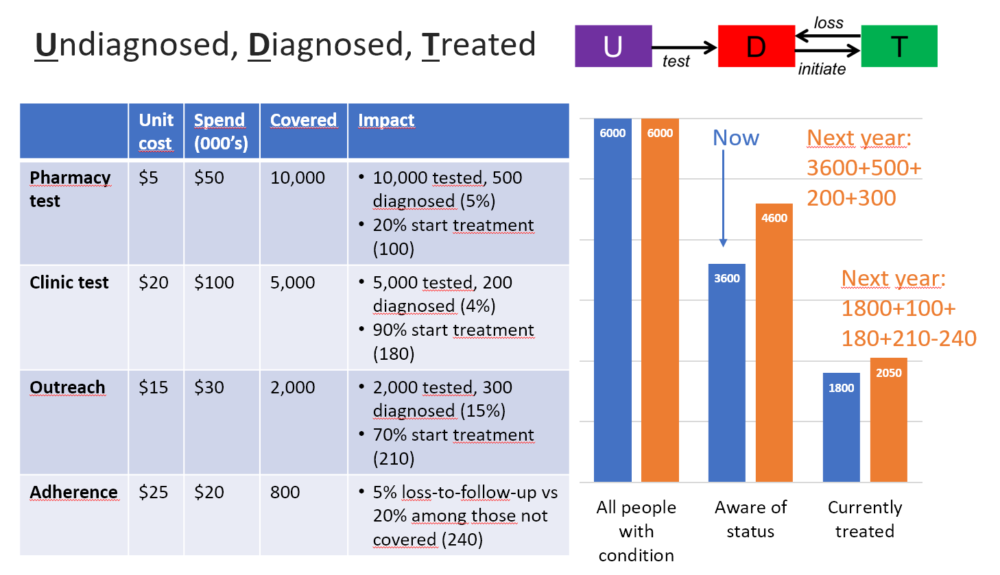 Undiagnosed, Diagnosed, Treated
U
test
D
loss
initiate
T
Unit cost
Spend (000’s)
Covered
Impact
Pharmacy test
$5
$50
10,000
• 10,000 tested, 500
diagnosed (5%)
• 20% start treatment
(100)
Clinic test
$20
$100
5,000
• 5,000 tested, 200
diagnosed (4%)
• 90% start treatment
(180)
Outreach
$15
$30
2,000
• 2,000 tested, 300
diagnosed (15%)
• 70% start treatment
(210)
Adherence
$25
$20
800
• 5% loss-to-follow-up vs
20% among those not
covered (240)
6000
6000
Now
Next year:
3600+500+
200+300
3600
4600
Next year:
1800+100+
180+210-240
1800
2050
All people
with
condition
Aware of
status
Currently
treated